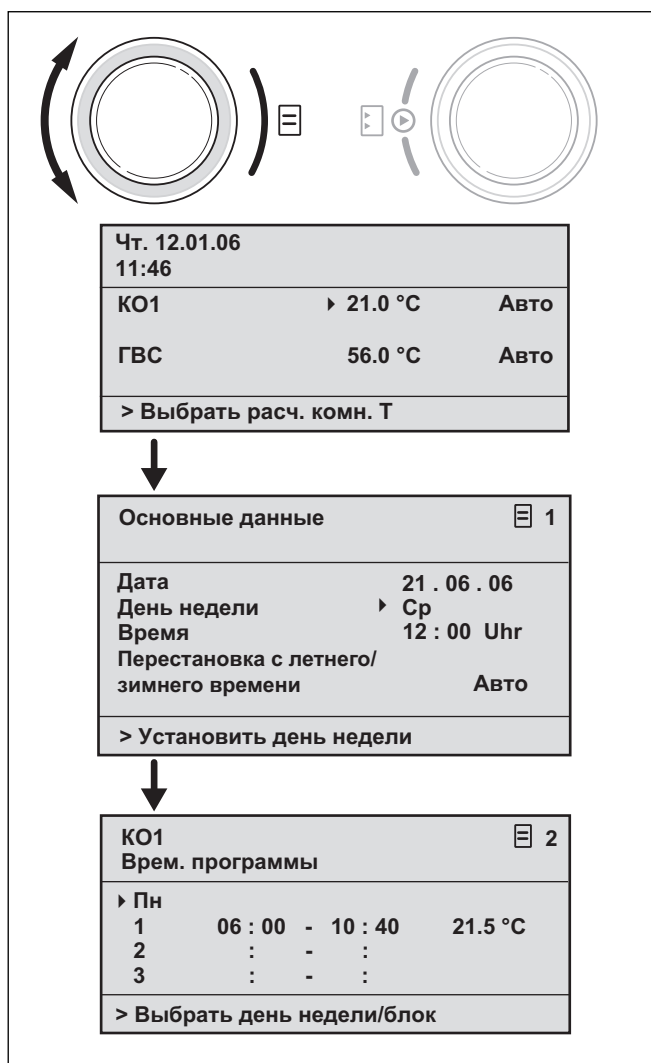 Чт. 12.01.06
11:46
КО1 21.0 °C Авто
ГВС 56.0 °C Авто
> Выбрать расч. комн. Т
Основные данные 1
Дата 21 . 06 . 06
День недели Ср
Время 12 : 00 Uhr
Перестановка с летнего/
зимнего времени Авто
> Установить день недели
КО1 2
Врем. программы
Пн
1 06 : 00 - 10 : 40 21.5 °C
2 : - :
3 : - :
> Выбрать день недели/блок